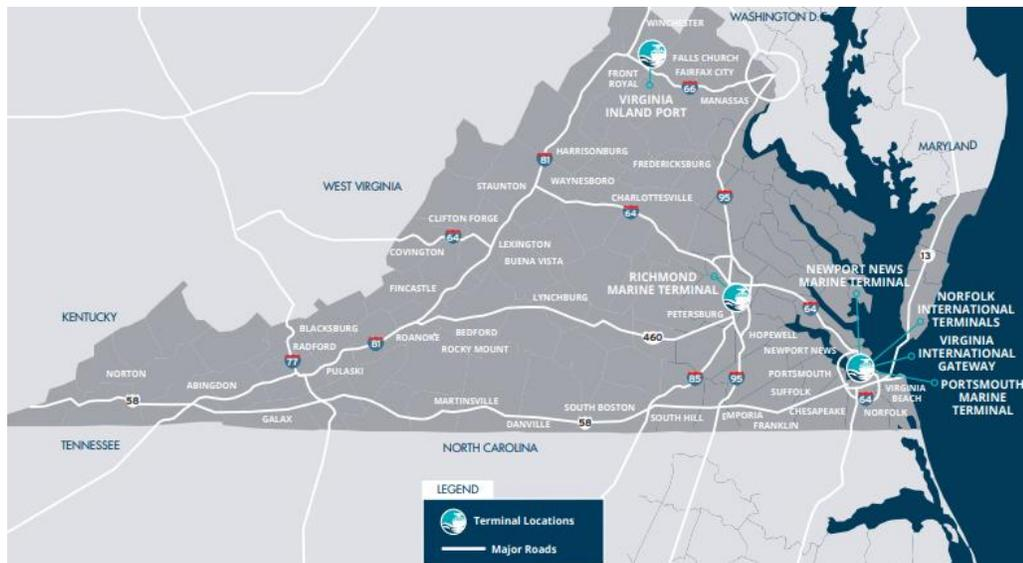 WINCHESTER
WASHINGTON D.C.
FALLS CHURCH
FRONT
ROYAL
FAIRFAX CITY
66
MANASSAS
VIRGINIA
INLAND PORT
MARYLAND
81
HARRISONBURG
FREDERICKSBURG
WEST VIRGINIA
STAUNTON
WAYNESBORO
CHARLOTTESVILLE
95
64
CLIFTON FORGE
64
COVINGTON
LEXINGTON
BUENA VISTA
13
RICHMOND
MARINE TERMINAL
NEWPORT NEWS
MARINE TERMINAL
FINCASTLE
LYNCHBURG
NORFOLK
INTERNATIONAL
TERMINALS
64
KENTUCKY
PETERSBURG
BLACKSBURG
RADFORD
81
ROANOKE
BEDFORD
ROCKY MOUNT
460
HOPEWELL
NEWPORT NEWS
VIRGINIA
INTERNATIONAL
GATEWAY
77
PULASKI
NORTON
ABINGDON
85
95
PORTSMOUTH
SUFFOLK
VIRGINIA
BEACH
PORTSMOUTH
MARINE
TERMINAL
58
MARTINSVILLE
SOUTH BOSTON
64
GALAX
DANVILLE
58
SOUTH HILL
EMPORIA
FRANKLIN
CHESAPEAKE
NORFOLK
TENNESSEE
NORTH CAROLINA
LEGEND
Terminal Locations
Major Roads